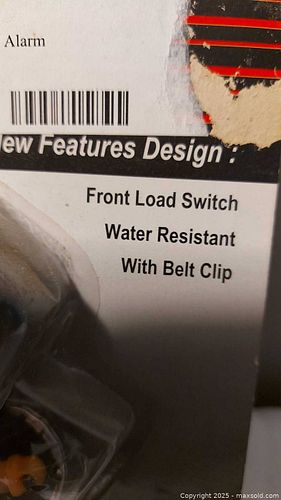 Alarm
ew Features Design :
Front Load Switch
Water Resistant
With Belt Clip
Copyright 2025 - maxsold.com